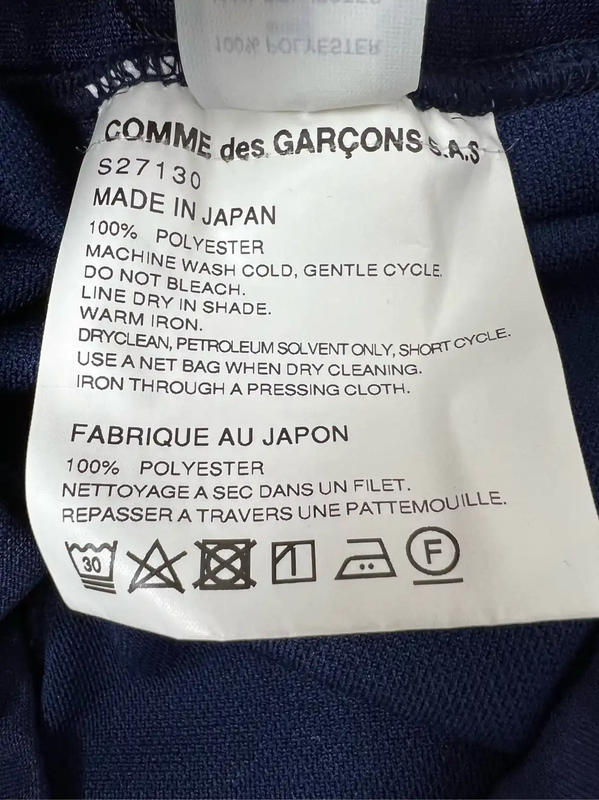 100% POLYESTER
COMME des GARÇONS S.A.S
S27130
MADE IN JAPAN
100% POLYESTER
MACHINE WASH COLD, GENTLE CYCLE.
DO NOT BLEACH.
LINE DRY IN SHADE.
WARM IRON.
DRYCLEAN, PETROLEUM SOLVENT ONLY, SHORT CYCLE.
USE A NET BAG WHEN DRY CLEANING.
IRON THROUGH A PRESSING CLOTH.
FABRIQUE AU JAPON
100% POLYESTER
NETTOYAGE A SEC DANS UN FILET.
REPASSER A TRAVERS UNE PATTEMOUILLE.
30 F